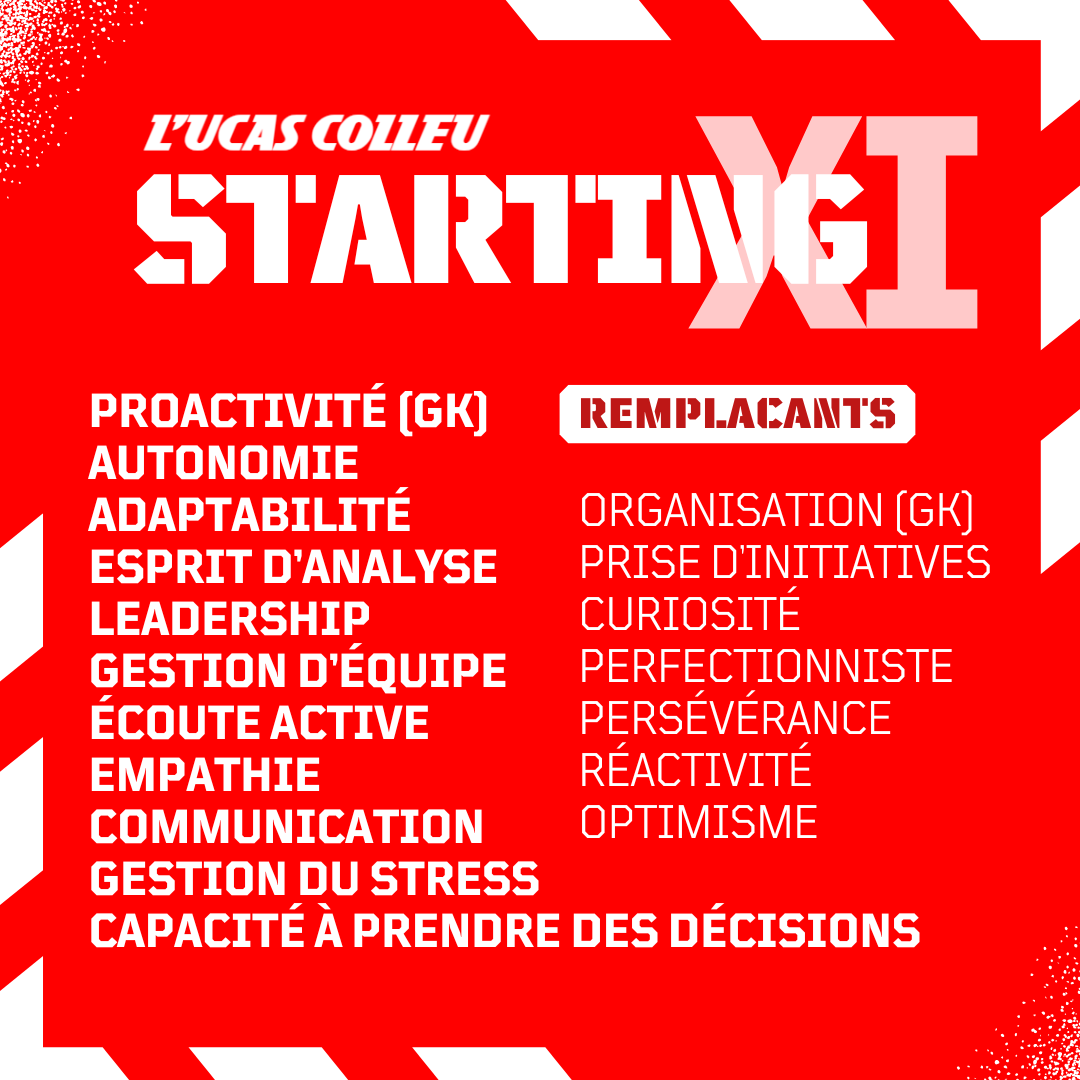 L'UCAS COLLEU
STARTING XI
PROACTIVITÉ (GK)
AUTONOMIE
ADAPTABILITÉ
ESPRIT D'ANALYSE
LEADERSHIP
GESTION D'ÉQUIPE
ÉCOUTE ACTIVE
EMPATHIE
COMMUNICATION
GESTION DU STRESS
CAPACITÉ À PRENDRE DES DÉCISIONS
REMPLACANTS
ORGANISATION (GK)
PRISE D'INITIATIVES
CURIOSITÉ
PERFECTIONNISTE
PERSÉVÉRANCE
RÉACTIVITÉ
OPTIMISME